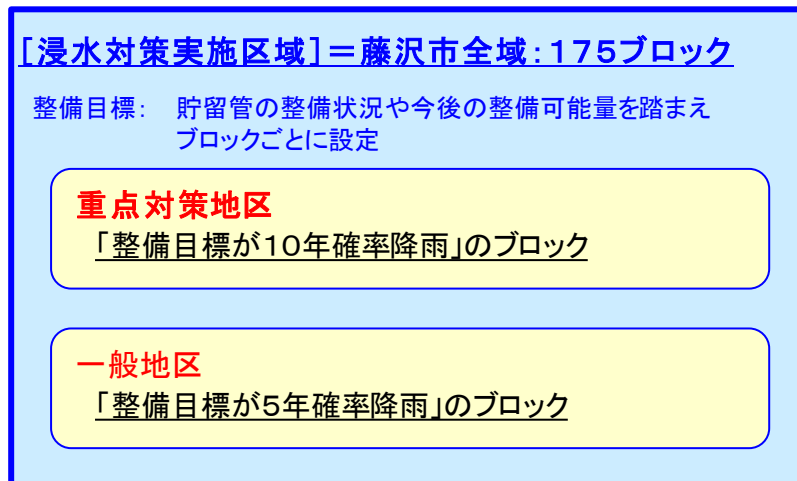 [浸水対策実施区域]＝藤沢市全域:175ブロック
整備目標:　貯留管の整備状況や今後の整備可能量を踏まえ
ブロックごとに設定
重点対策地区
「整備目標が10年確率降雨」のブロック
一般地区
「整備目標が5年確率降雨」のブロック